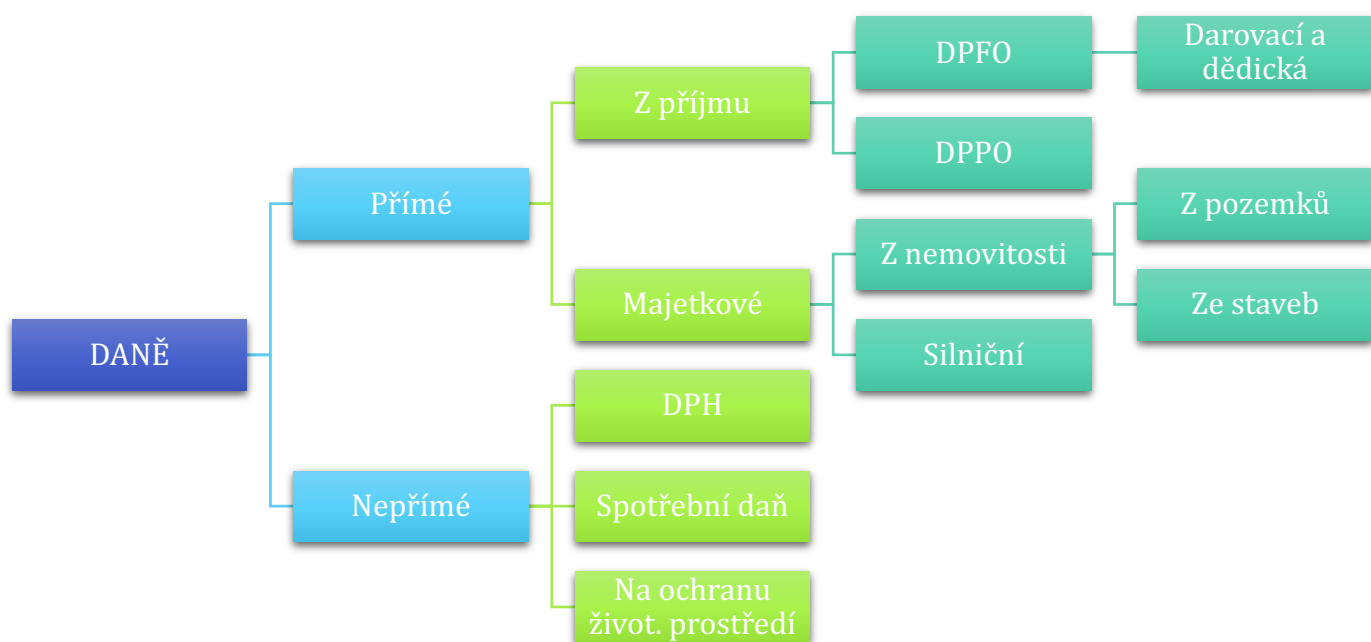 DANĚ
Přímé
Z příjmu
DPFO
Darovací a
dědická
DPPO
Majetkové
Z nemovitosti
Z pozemků
Ze staveb
Silniční
Nepřímé
DPH
Spotřební daň
Na ochranu
život. prostředí